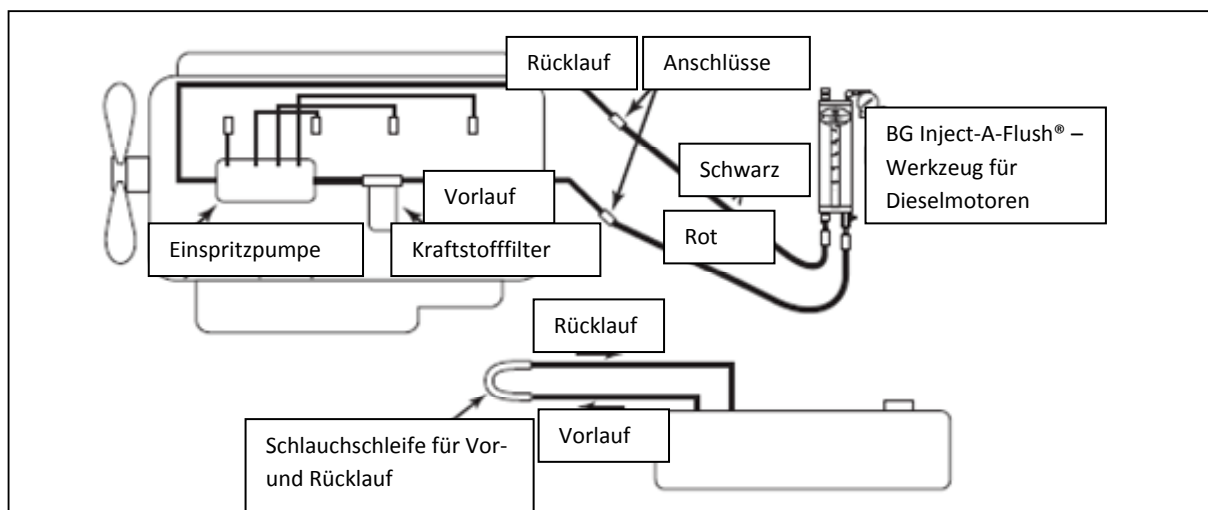 Rücklauf
Anschlüsse
BG Inject-A-Flush® –
Werkzeug für
Dieselmotoren
Schwarz
Vorlauf
Rot
Einspritzpumpe
Kraftstofffilter
Rücklauf
Vorlauf
Schlauchschleife für Vor-
und Rücklauf